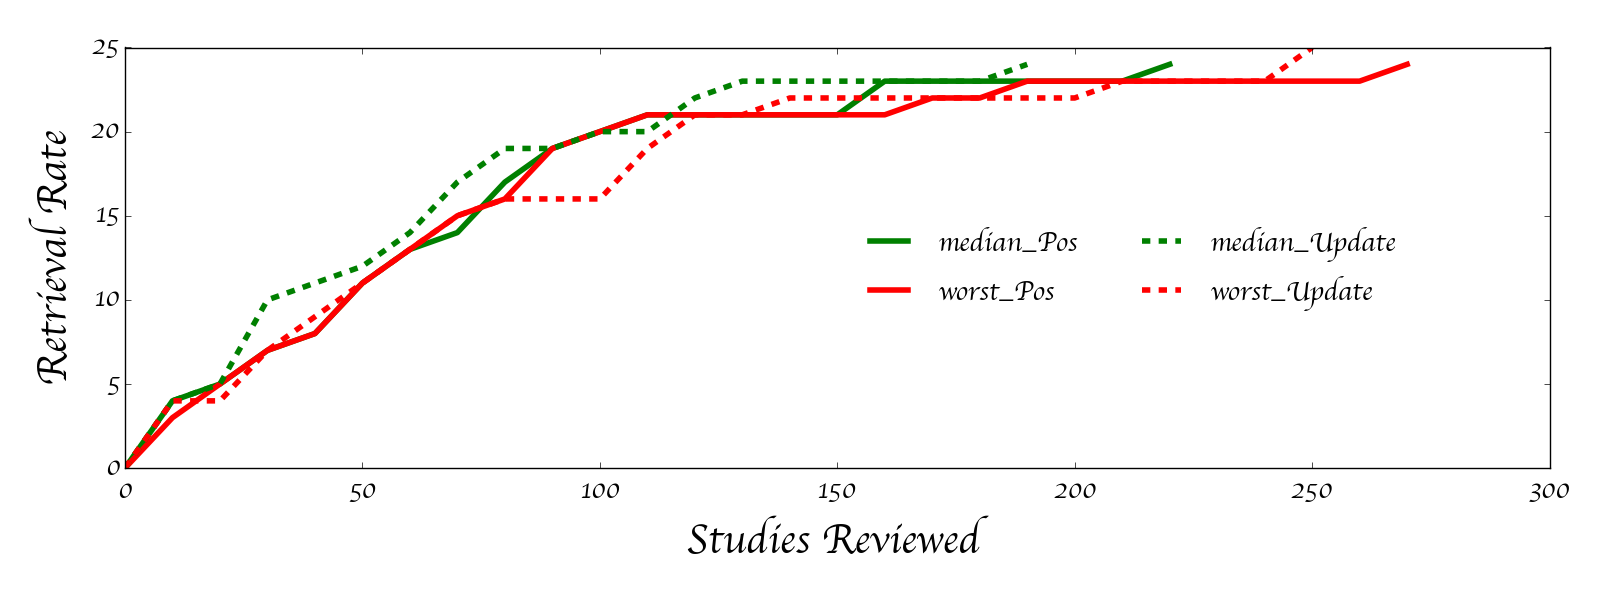 25
20
15
10
5
0
Retrieval Rate
median_Pos median_Update
worst_Pos worst_Update
0 50 100 150 200 250 300
Studies Reviewed